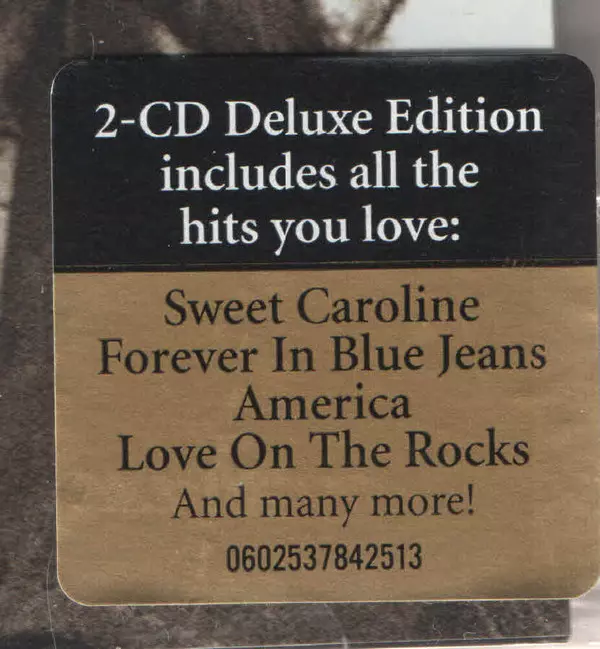 2-CD Deluxe Edition
includes all the
hits you love:
Sweet Caroline
Forever In Blue Jeans
America
Love On The Rocks
And many more!
0602537842513